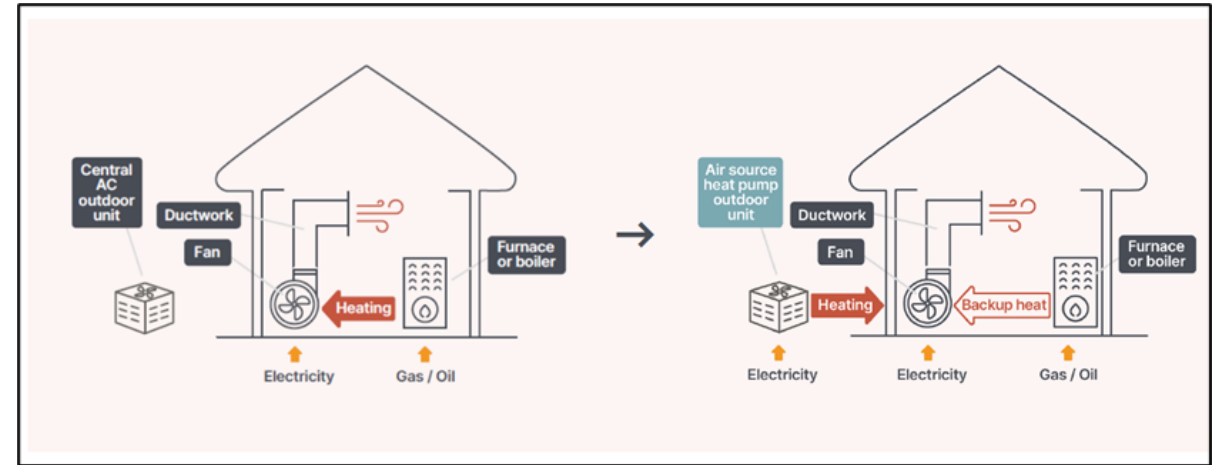 Central
AC
outdoor
unit
Ductwork
Fan
Furnace
or boiler
Heating
Electricity
Gas / Oil
Air source
heat pump
outdoor
unit
Ductwork
Fan
Furnace
or boiler
Heating
Backup heat
Electricity
Electricity
Gas / Oil